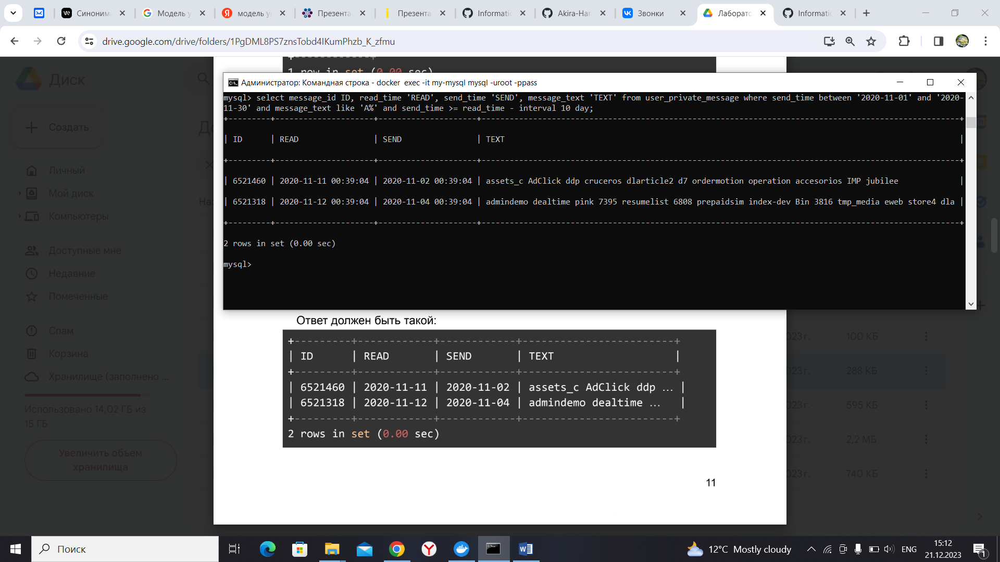 Синоним
Модель у
модель у
Презента
Презента
Informatic
Akira-Har
Звонки
Лаборато
Informatic
drive.google.com/drive/folders/1PgDML8PS7znsTobd4IKumPhzb_K_zfmu
Диск
1 row in set (0.00 sec)
Администратор: Командная строка - docker exec -it my-mysql mysql -uroot -ppass
mysql> select message_id ID, read_time 'READ', send_time 'SEND', message_text 'TEXT' from user_private_message where send_time between '2020-11-01' and '2020-
11-30' and message_text like 'A%' and send_time >= read_time - interval 10 day;
+---------+---------------------+---------------------+------------------------------------------------------------------------------------------------------+
| ID | READ | SEND | TEXT |
+---------+---------------------+---------------------+------------------------------------------------------------------------------------------------------+
| 6521460 | 2020-11-11 00:39:04 | 2020-11-02 00:39:04 | assets_c AdClick ddp cruceros dlarticle2 d7 ordermotion operation accesorios IMP jubilee |
| 6521318 | 2020-11-12 00:39:04 | 2020-11-04 00:39:04 | admindemo dealtime pink 7395 resumelist 6808 prepaidsim index-dev Bin 3816 tmp_media eweb store4 dla |
+---------+---------------------+---------------------+------------------------------------------------------------------------------------------------------+
2 rows in set (0.00 sec)
mysql>
Создать
Личный
Мой диск
Компьютеры
Доступные мне
Недавние
Помеченные
Спам
Корзина
Хранилище (заполнено ...
Использовано 14,02 ГБ из
15 ГБ
Увеличить объем
хранилища
Ответ должен быть такой:
+---------+------------+------------+------------------------+
| ID | READ | SEND | TEXT |
+---------+------------+------------+------------------------+
| 6521460 | 2020-11-11 | 2020-11-02 | assets_c AdClick ddp ... |
| 6521318 | 2020-11-12 | 2020-11-04 | admindemo dealtime ... |
+---------+------------+------------+------------------------+
2 rows in set (0.00 sec)
11
023 г. 100 КБ
023 г. 288 КБ
023 г. 595 КБ
023 г. 2,2 МБ
023 г. 740 КБ
Поиск
12°C Mostly cloudy
ENG
15:12
21.12.2023
1